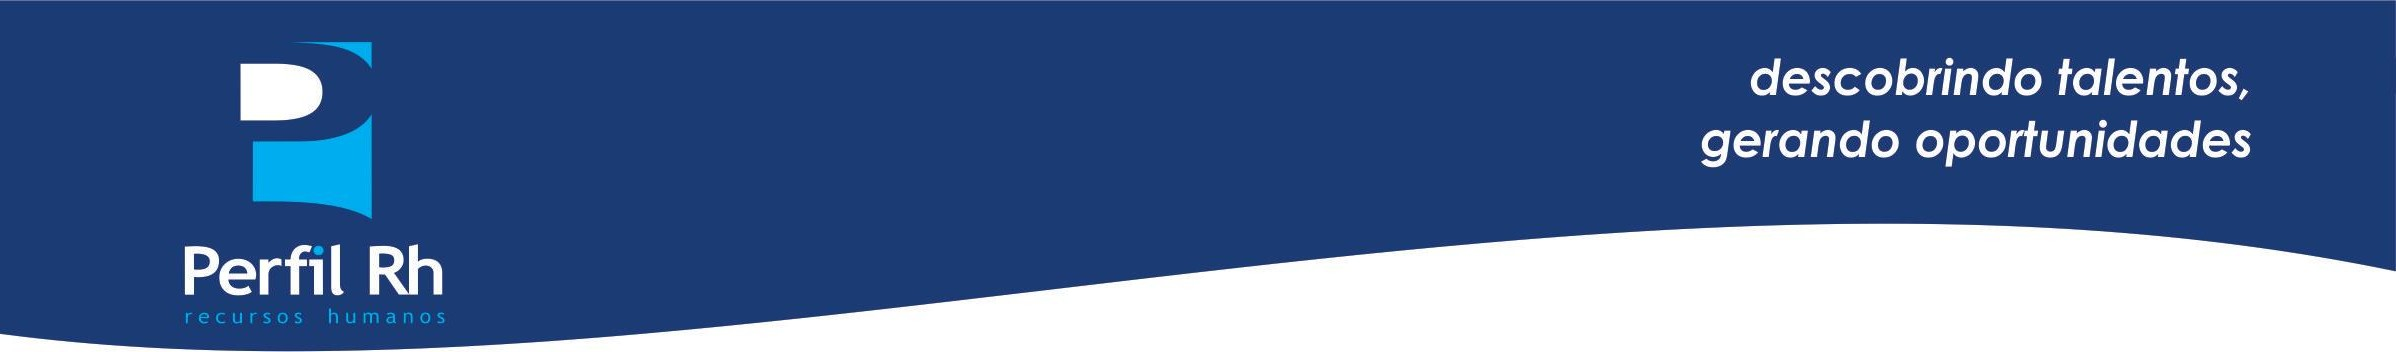 descobrindo talentos,
gerando oportunidades
Perfil Rh
recursos humanos